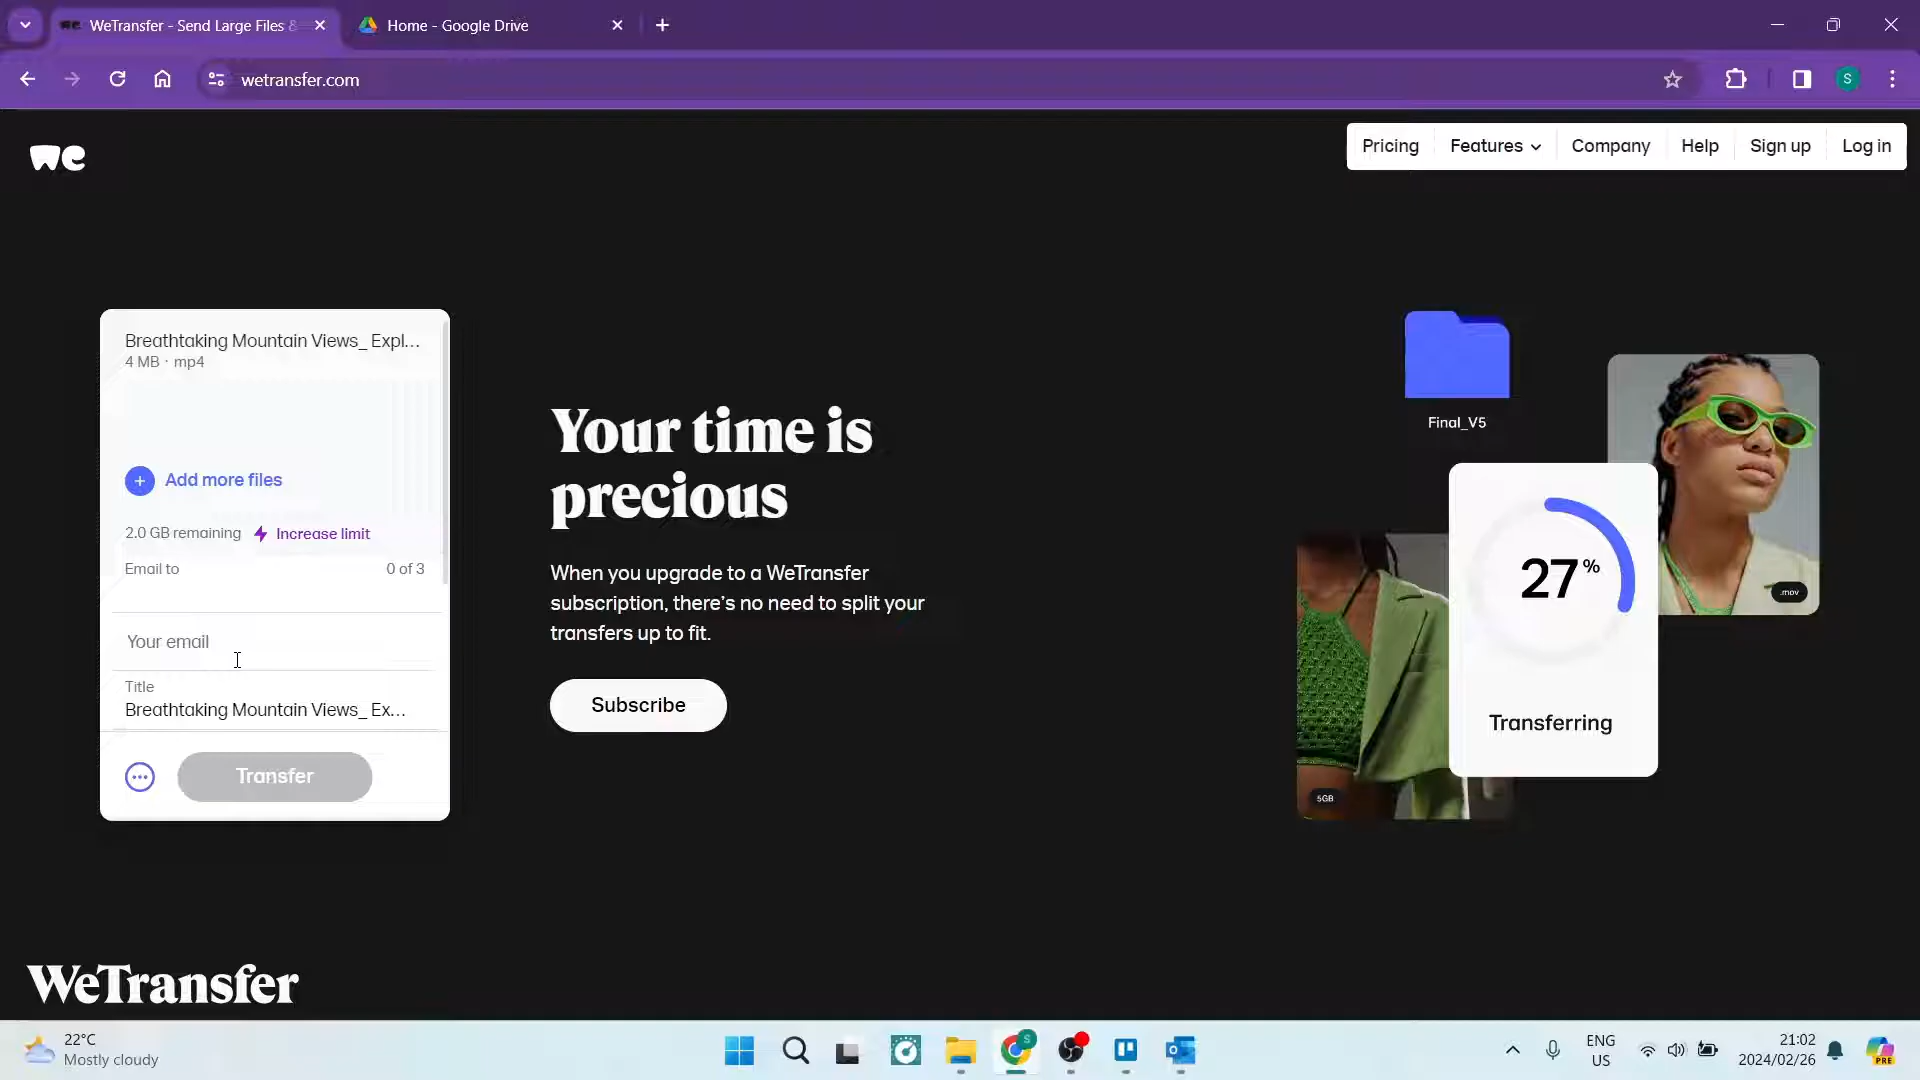 WeTransfer - Send Large Files &
Home - Google Drive
wetransfer.com
S
we
Pricing
Features
Company
Help
Sign up
Log in
Breathtaking Mountain Views_ Expl...
4 MB · mp4
Add more files
2.0 GB remaining
Increase limit
Email to
0 of 3
Your email
Title
Breathtaking Mountain Views_ Ex...
Transfer
Your time is
precious
When you upgrade to a WeTransfer
subscription, there's no need to split your
transfers up to fit.
Subscribe
Final_V5
.mov
27%
Transferring
5GB
WeTransfer
22°C
Mostly cloudy
S
ENG
US
21:02
2024/02/26
PRE